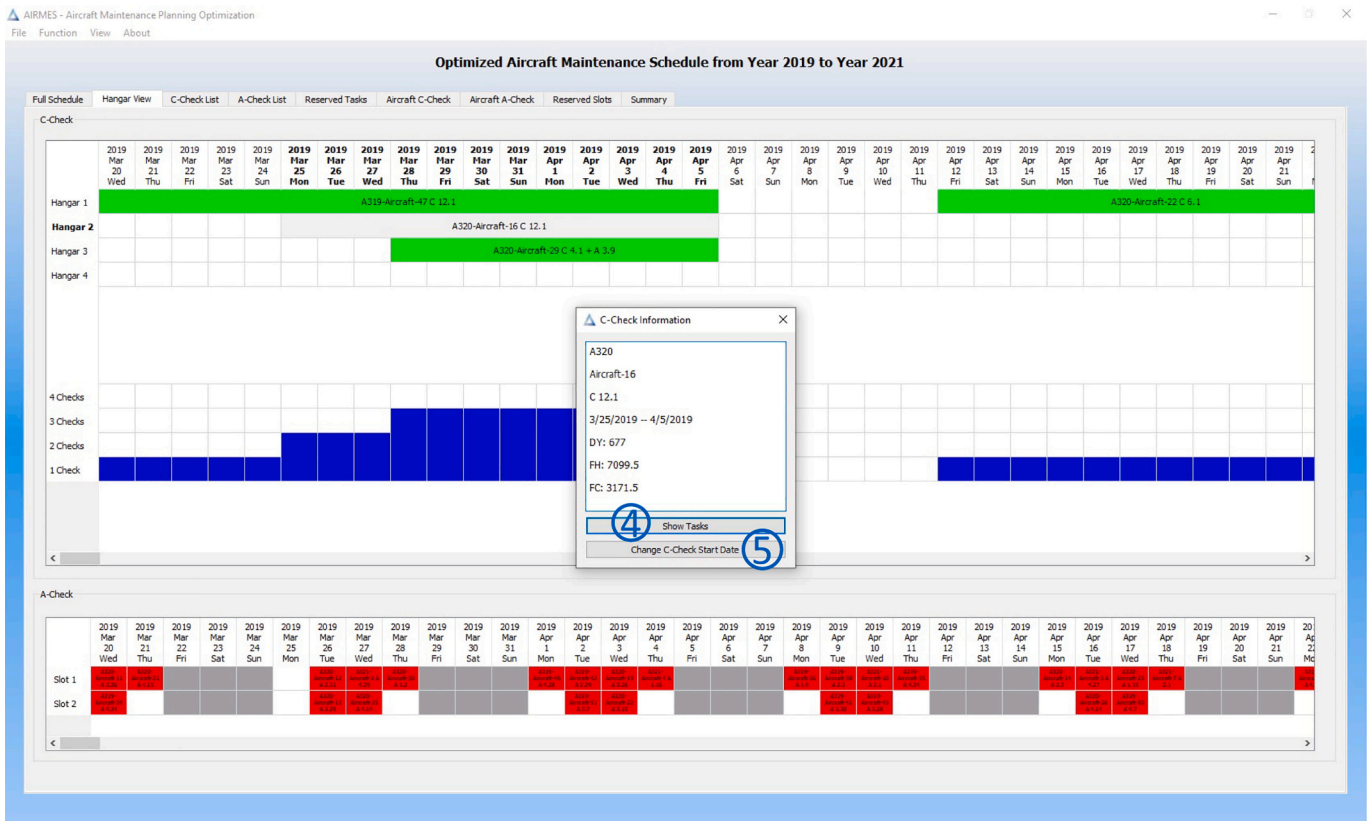 AIRMES - Aircraft Maintenance Planning Optimization
File Function View About
Optimized Aircraft Maintenance Schedule from Year 2019 to Year 2021
Full Schedule Hangar View C-Check List A-Check List Reserved Tasks Aircraft C-Check Aircraft A-Check Reserved Slots Summary
C-Check
2019 2019 2019 2019 2019 2019 2019 2019 2019 2019 2019 2019 2019 2019 2019 2019 2019 2019 2019 2019 2019 2019 2019 2019 2019 2019 2019 2019 2019 2019 2019 2019 2019 2
Mar Mar Mar Mar Mar Mar Mar Mar Mar Mar Mar Mar Apr Apr Apr Apr Apr Apr Apr Apr Apr Apr Apr Apr Apr Apr Apr Apr Apr Apr Apr Apr Apr
20 21 22 23 24 25 26 27 28 29 30 31 1 2 3 4 5 6 7 8 9 10 11 12 13 14 15 16 17 18 19 20 21
Wed Thu Fri Sat Sun Mon Tue Wed Thu Fri Sat Sun Mon Tue Wed Thu Fri Sat Sun Mon Tue Wed Thu Fri Sat Sun Mon Tue Wed Thu Fri Sat Sun
Hangar 1 A319-Aircraft-47 C 12.1 A320-Aircraft-22 C 6.1
Hangar 2 A320-Aircraft-16 C 12.1
Hangar 3 A320-Aircraft-29 C 4.1 + A 3.9
Hangar 4
C-Check Information
A320
Aircraft-16
C 12.1
3/25/2019 -- 4/5/2019
DY: 677
FH: 7099.5
FC: 3171.5
④ Show Tasks
Change C-Check Start Date ⑤
4 Checks
3 Checks
2 Checks
1 Check
A-Check
2019 2019 2019 2019 2019 2019 2019 2019 2019 2019 2019 2019 2019 2019 2019 2019 2019 2019 2019 2019 2019 2019 2019 2019 2019 2019 2019 2019 2019 2019 2019 2019 2019 20
Mar Mar Mar Mar Mar Mar Mar Mar Mar Mar Mar Mar Apr Apr Apr Apr Apr Apr Apr Apr Apr Apr Apr Apr Apr Apr Apr Apr Apr Apr Apr Apr Apr Ap
20 21 22 23 24 25 26 27 28 29 30 31 1 2 3 4 5 6 7 8 9 10 11 12 13 14 15 16 17 18 19 20 21 22
Wed Thu Fri Sat Sun Mon Tue Wed Thu Fri Sat Sun Mon Tue Wed Thu Fri Sat Sun Mon Tue Wed Thu Fri Sat Sun Mon Tue Wed Thu Fri Sat Sun Mo
Slot 1
Slot 2